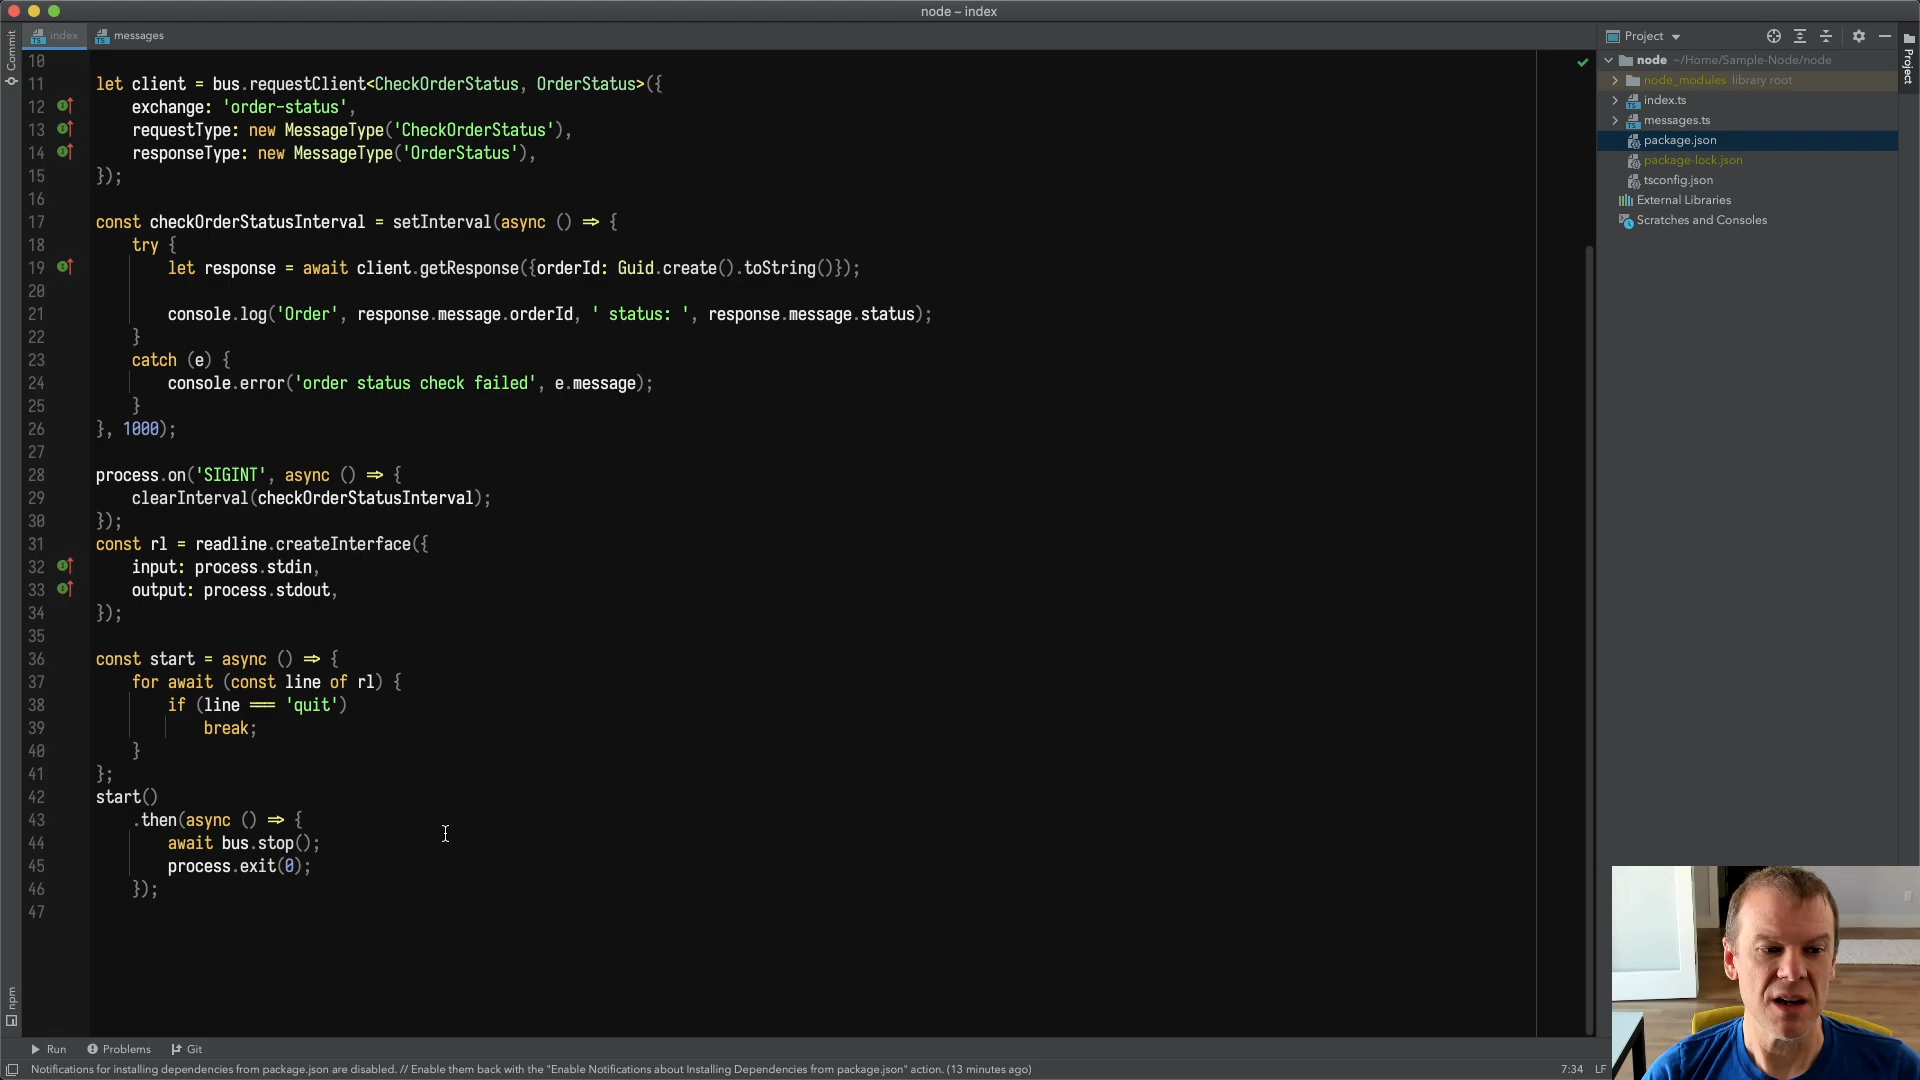 node – index
Commit
index
messages
Project
node ~/Home/Sample-Node/node
node_modules library root
index.ts
messages.ts
package.json
package-lock.json
tsconfig.json
External Libraries
Scratches and Consoles
Project
10
11 let client = bus.requestClient<CheckOrderStatus, OrderStatus>({
12 exchange: 'order-status',
13 requestType: new MessageType('CheckOrderStatus'),
14 responseType: new MessageType('OrderStatus'),
15 });
16
17 const checkOrderStatusInterval = setInterval(async () => {
18 try {
19 let response = await client.getResponse({orderId: Guid.create().toString()});
20
21 console.log('Order', response.message.orderId, ' status: ', response.message.status);
22 }
23 catch (e) {
24 console.error('order status check failed', e.message);
25 }
26 }, 1000);
27
28 process.on('SIGINT', async () => {
29 clearInterval(checkOrderStatusInterval);
30 });
31 const rl = readline.createInterface({
32 input: process.stdin,
33 output: process.stdout,
34 });
35
36 const start = async () => {
37 for await (const line of rl) {
38 if (line === 'quit')
39 break;
40 }
41 };
42 start()
43 .then(async () => {
44 await bus.stop();
45 process.exit(0);
46 });
47
npm
Run Problems Git
Notifications for installing dependencies from package.json are disabled. // Enable them back with the "Enable Notifications about Installing Dependencies from package.json" action. (13 minutes ago)
7:34 LF